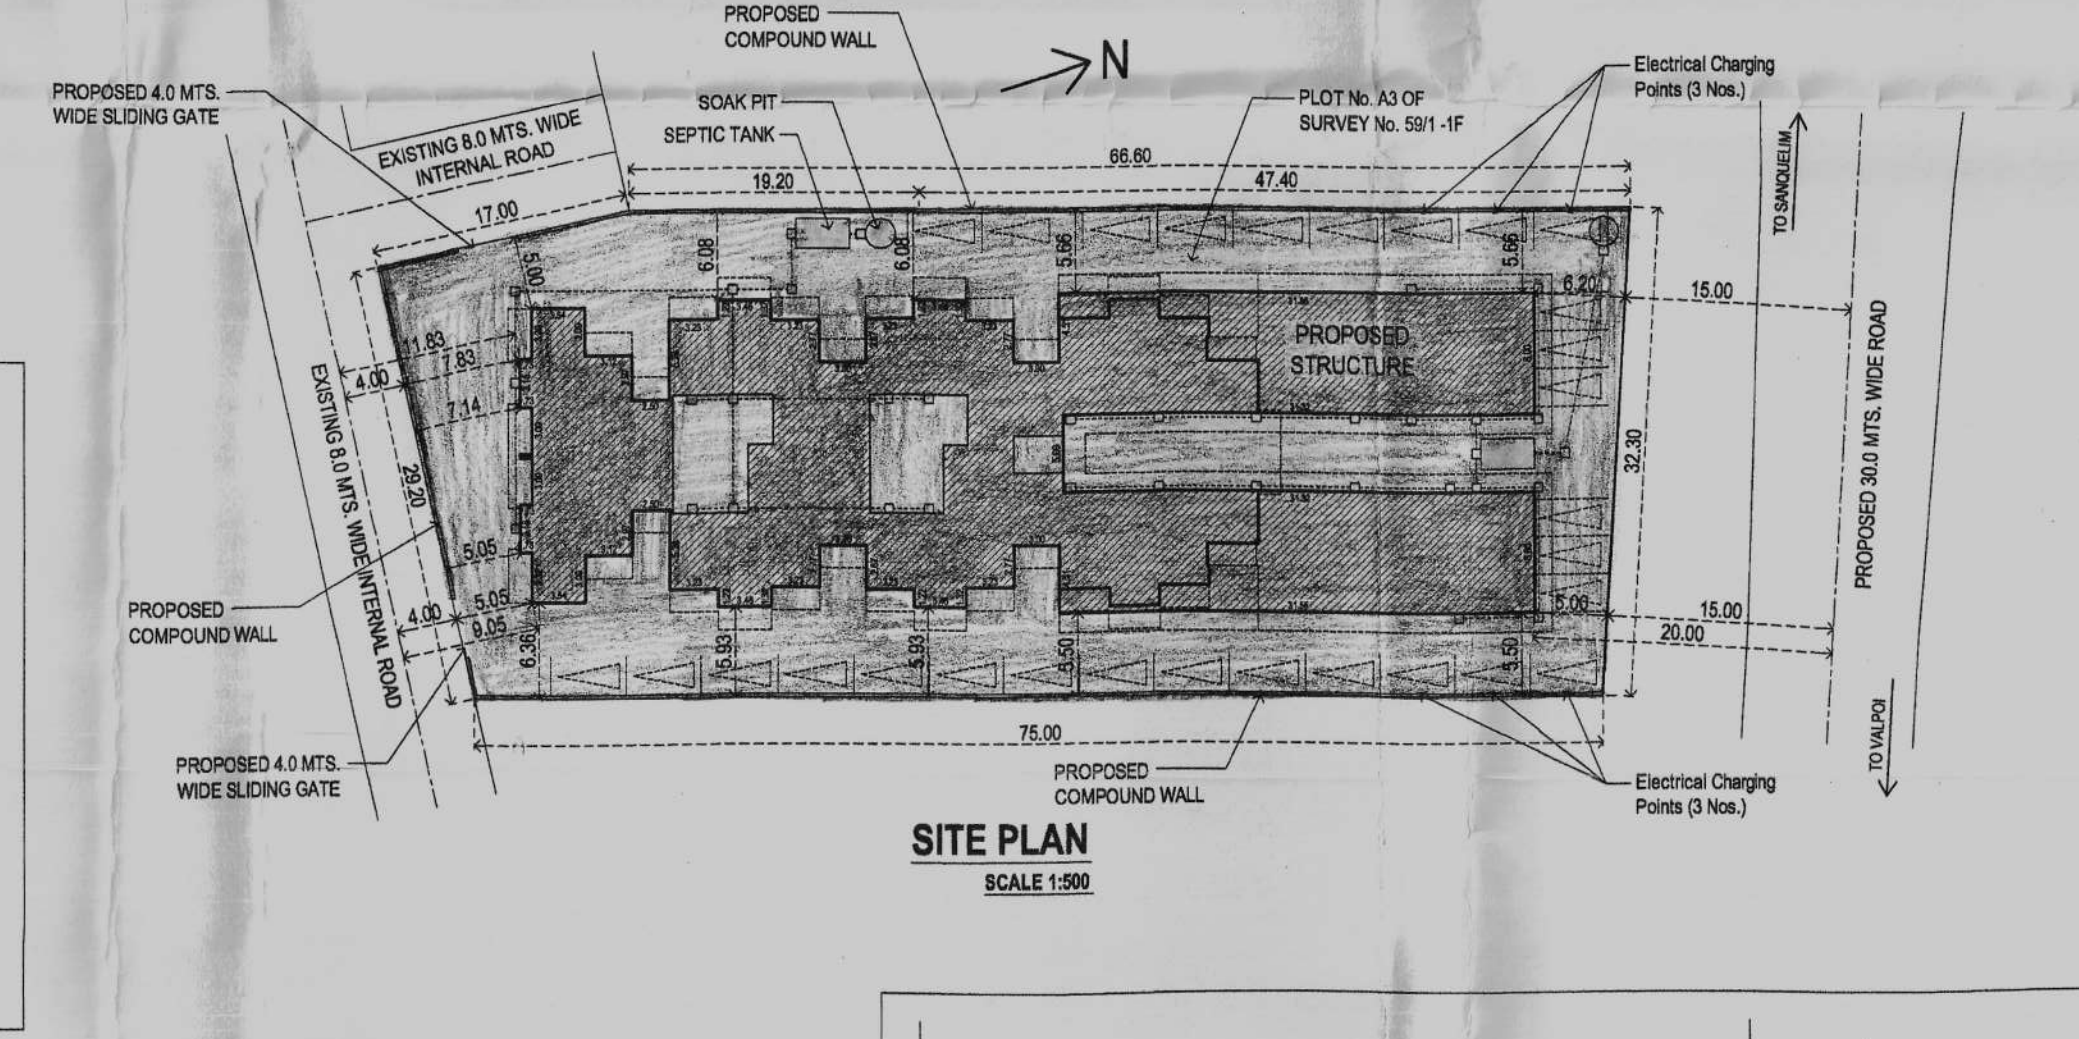 PROPOSED
COMPOUND WALL
N
PROPOSED 4.0 MTS.
WIDE SLIDING GATE
EXISTING 8.0 MTS. WIDE
INTERNAL ROAD
SOAK PIT
SEPTIC TANK
PLOT No. A3 OF
SURVEY No. 59/1 -1F
Electrical Charging
Points (3 Nos.)
TO SANQUELIM
66.60
19.20
47.40
17.00
5.00
6.08
6.08
5.66
5.66
6.20
15.00
PROPOSED
STRUCTURE
11.83
7.83
4.00
7.14
29.20
EXISTING 8.0 MTS. WIDE INTERNAL ROAD
32.30
PROPOSED 30.0 MTS. WIDE ROAD
5.05
5.05
4.00
9.05
6.36
5.93
5.93
5.50
5.50
5.00
15.00
20.00
PROPOSED
COMPOUND WALL
75.00
TO VALPOI
PROPOSED 4.0 MTS.
WIDE SLIDING GATE
PROPOSED
COMPOUND WALL
Electrical Charging
Points (3 Nos.)
SITE PLAN
SCALE 1:500